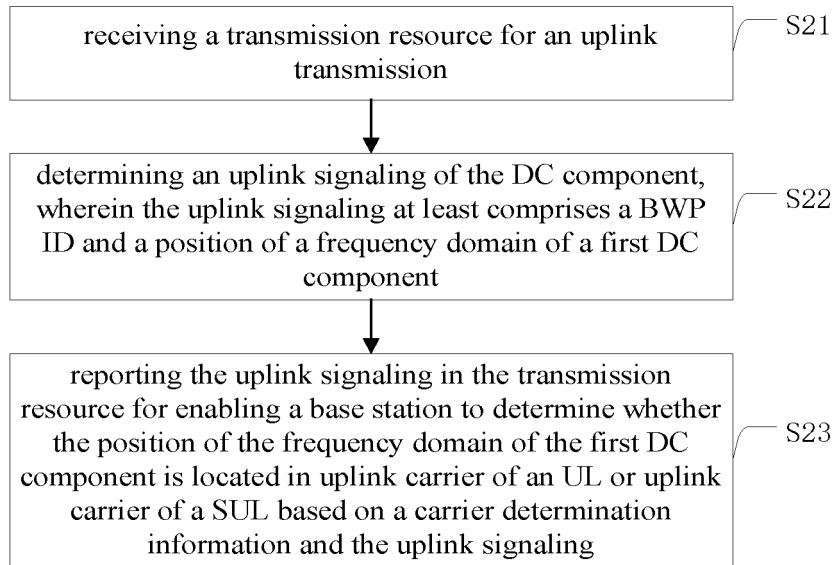 receiving a transmission resource for an uplink
transmission
S21
determining an uplink signaling of the DC component,
wherein the uplink signaling at least comprises a BWP
ID and a position of a frequency domain of a first DC
component
S22
reporting the uplink signaling in the transmission
resource for enabling a base station to determine whether
the position of the frequency domain of the first DC
component is located in uplink carrier of an UL or uplink
carrier of a SUL based on a carrier determination
information and the uplink signaling
S23